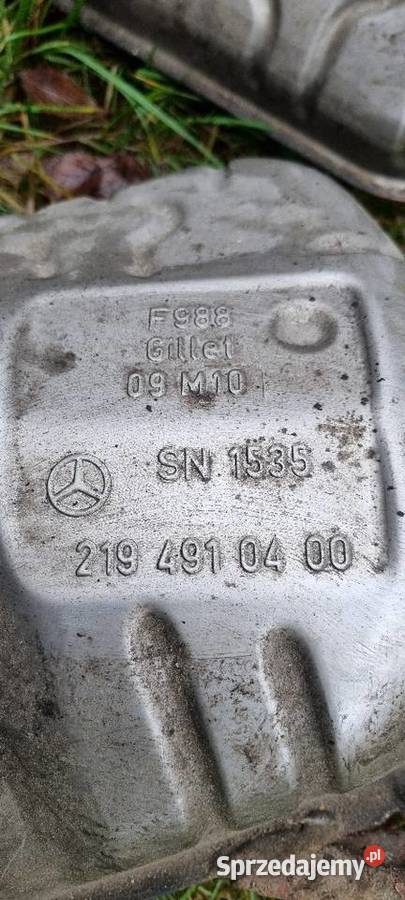 F988
Gillet
09 M10
SN 1535
219 491 04 00
Sprzedajemy.pl